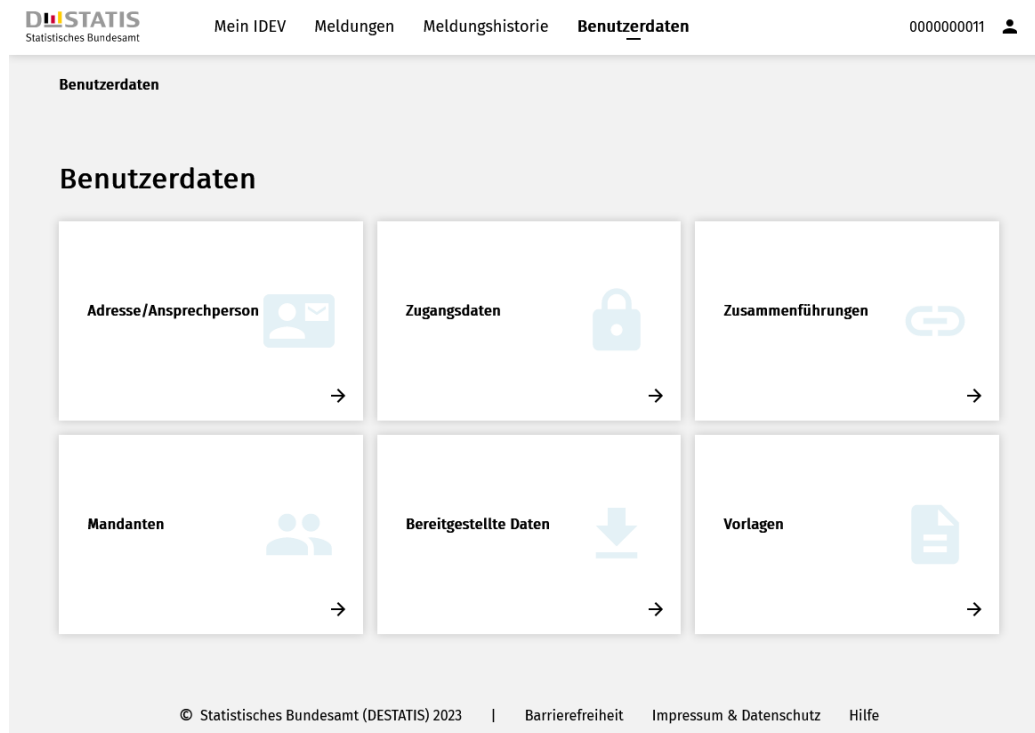 DESTATIS
Statistisches Bundesamt
Mein IDEV Meldungen Meldungshistorie Benutzerdaten 0000000011
Benutzerdaten
Benutzerdaten
Adresse/Ansprechperson Zugangsdaten Zusammenführungen
Mandanten Bereitgestellte Daten Vorlagen
© Statistisches Bundesamt (DESTATIS) 2023 | Barrierefreiheit Impressum & Datenschutz Hilfe